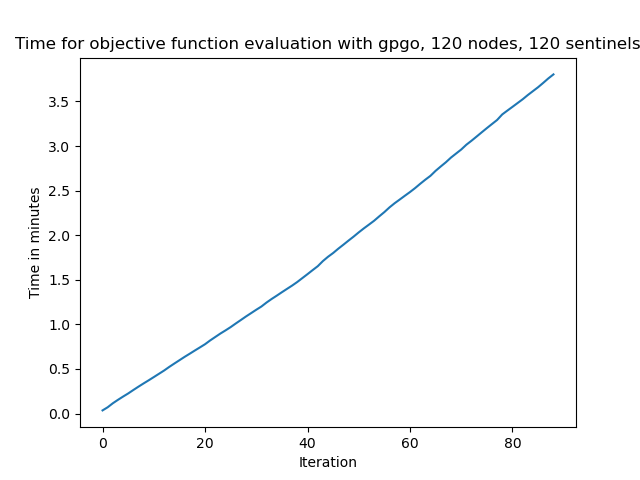 Time for objective function evaluation with gpgo, 120 nodes, 120 sentinels
3.5
3.0
2.5
2.0
1.5
1.0
0.5
0.0
Time in minutes
0 20 40 60 80
Iteration